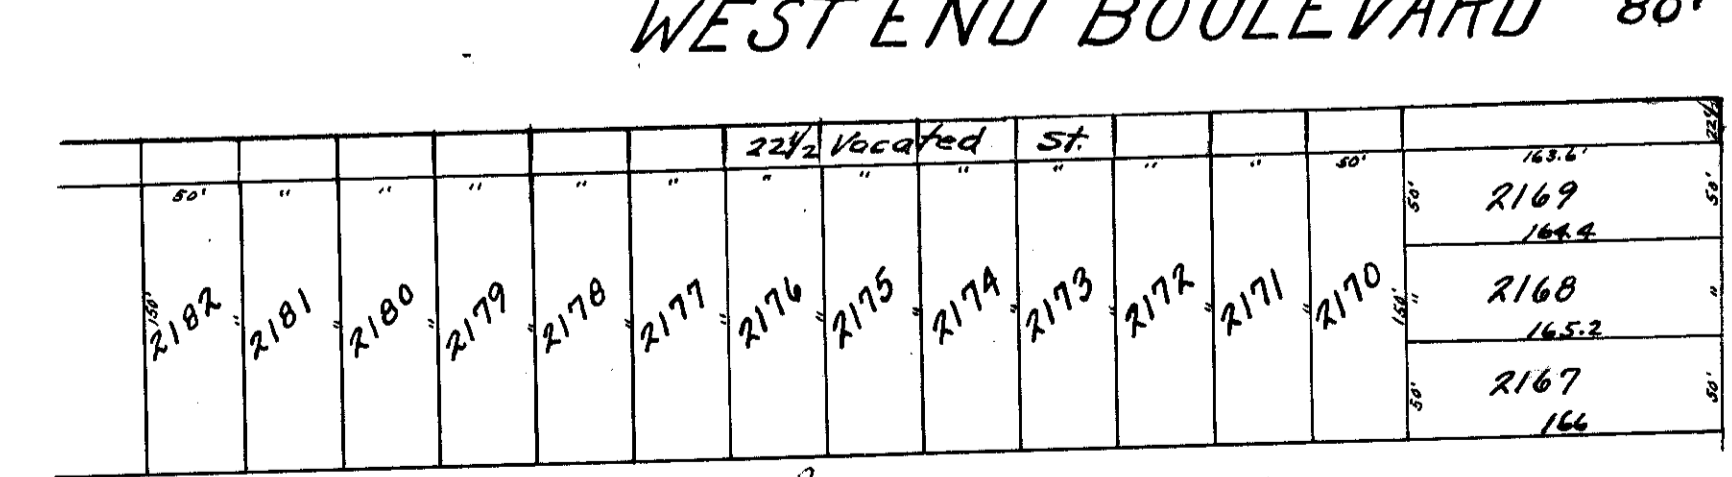 WEST END BOULEVARD 80'
22½ Vacated St.
22½
50' " " " " " " " " " " " 50' 163.6'
50' 2169 50'
164.4
2182 2181 2180 2179 2178 2177 2176 2175 2174 2173 2172 2171 2170 " 2168 "
150' " " " " " " " " " " " " 150' 165.2
50' 2167 50'
166